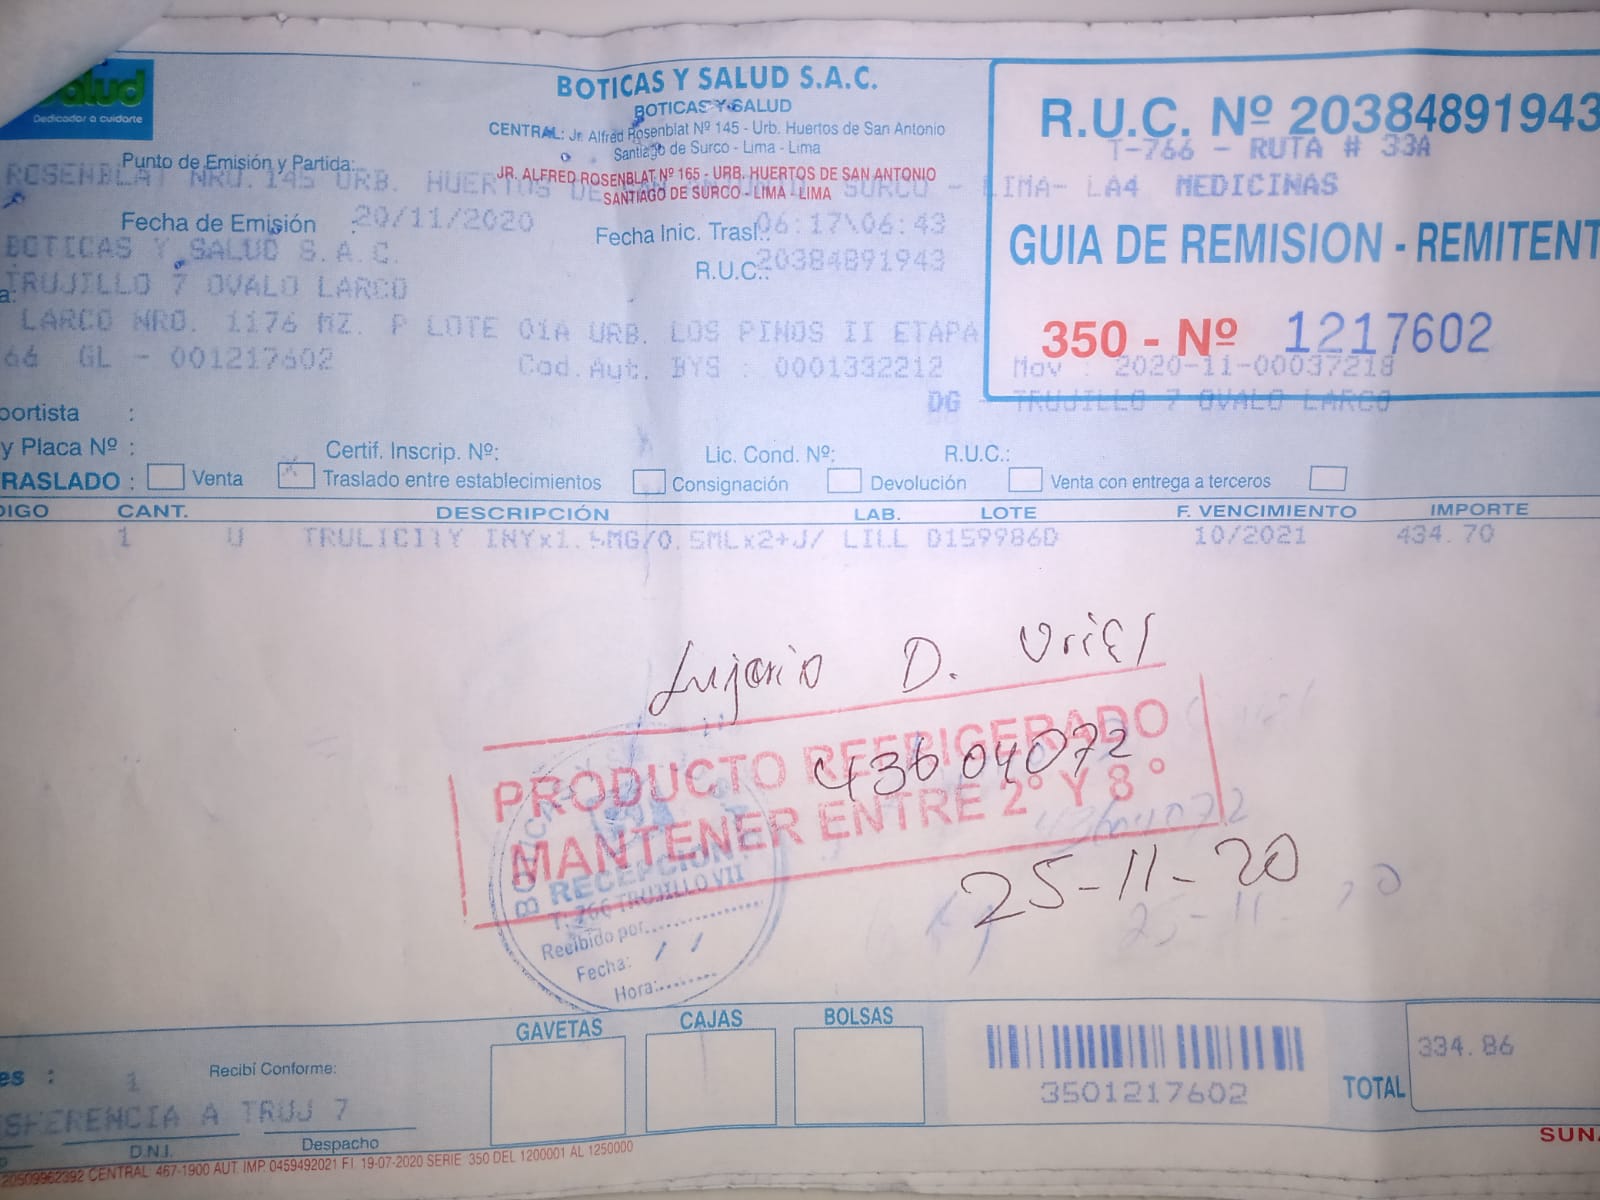 Salud
Dedicados a cuidarte
BOTICAS Y SALUD S.A.C.
BOTICAS Y SALUD
CENTRAL: Jr. Alfred Rosenblat Nº 145 - Urb. Huertos de San Antonio
Santiago de Surco - Lima - Lima
JR. ALFRED ROSENBLAT Nº 165 - URB. HUERTOS DE SAN ANTONIO
SANTIAGO DE SURCO - LIMA - LIMA
R.U.C. Nº 20384891943
T-766 - RUTA # 33A
Punto de Emisión y Partida:
ROSENBLAT NRO. 145 URB. HUERTOS DE SURCO - LIMA- LA4 MEDICINAS
Fecha de Emisión 20/11/2020
Fecha Inic. Trasl.: 06:17\06:43
GUIA DE REMISION - REMITENT
BOTICAS Y SALUD S.A.C.
R.U.C.: 20384891943
a: TRUJILLO 7 OVALO LARCO
LARCO NRO. 1176 MZ. P LOTE 01A URB. LOS PINOS II ETAPA
350 - Nº 1217602
66 GL - 001217602 Cod.Aut. BYS : 0001332212 Mov : 2020-11-00037218
DG - TRUJILLO 7 OVALO LARCO
portista :
y Placa Nº : Certif. Inscrip. Nº: Lic. Cond. Nº: R.U.C.:
RASLADO : Venta Traslado entre establecimientos Consignación Devolución Venta con entrega a terceros
DIGO CANT. DESCRIPCIÓN LAB. LOTE F. VENCIMIENTO IMPORTE
1 U TRULICITY INYx1.5MG/0.5MLx2+J/ LILL D159986D 10/2021 434.70
D. Uriel
PRODUCTO REFRIGERADO
43604072
MANTENER ENTRE 2° Y 8°
25-11-20
RECEPCION
T. 766 TRUJILLO VII
Recibido por
Fecha: / /
Hora:
GAVETAS CAJAS BOLSAS
es : 1 Recibí Conforme:
3501217602
TOTAL 334.86
SFERENCIA A TRUJ 7
D.N.I. Despacho
SUNA
20509962392 CENTRAL: 467-1900 AUT. IMP. 0459492021 F.I. 19-07-2020 SERIE: 350 DEL 1200001 AL 1250000